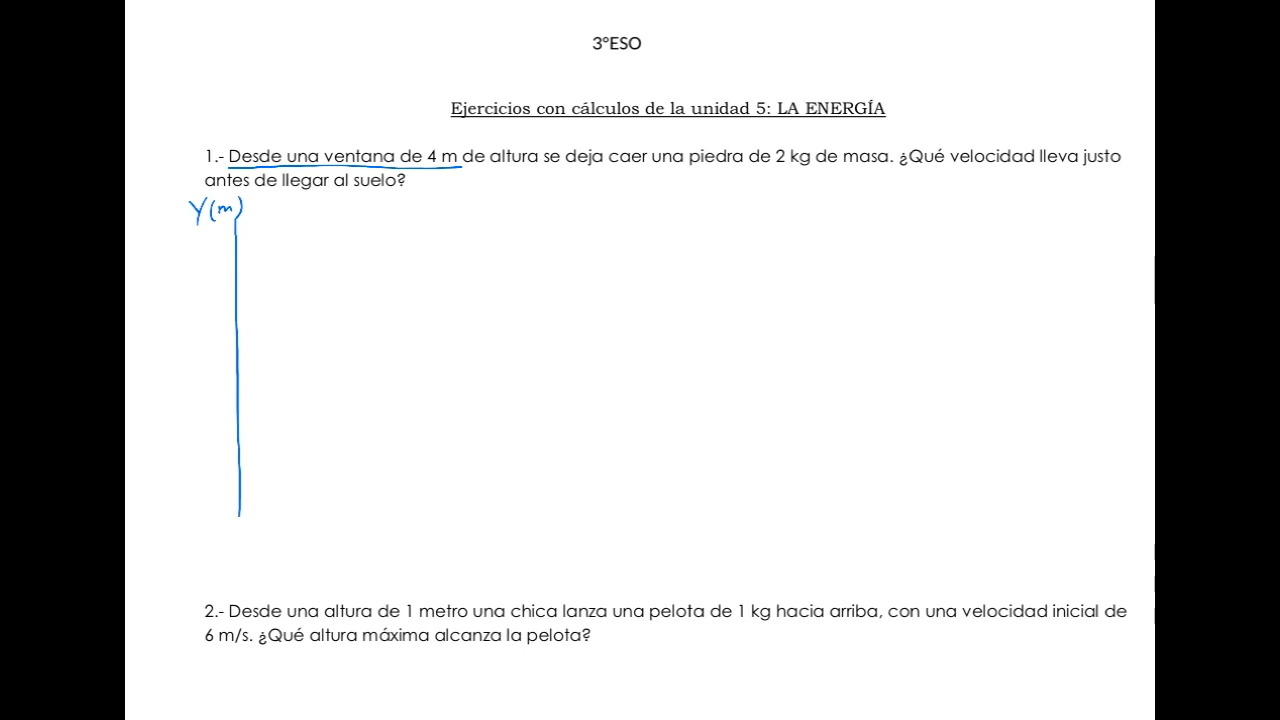 3ºESO
Ejercicios con cálculos de la unidad 5: LA ENERGÍA
1.- Desde una ventana de 4 m de altura se deja caer una piedra de 2 kg de masa. ¿Qué velocidad lleva justo
antes de llegar al suelo?
Y(m)
2.- Desde una altura de 1 metro una chica lanza una pelota de 1 kg hacia arriba, con una velocidad inicial de
6 m/s. ¿Qué altura máxima alcanza la pelota?